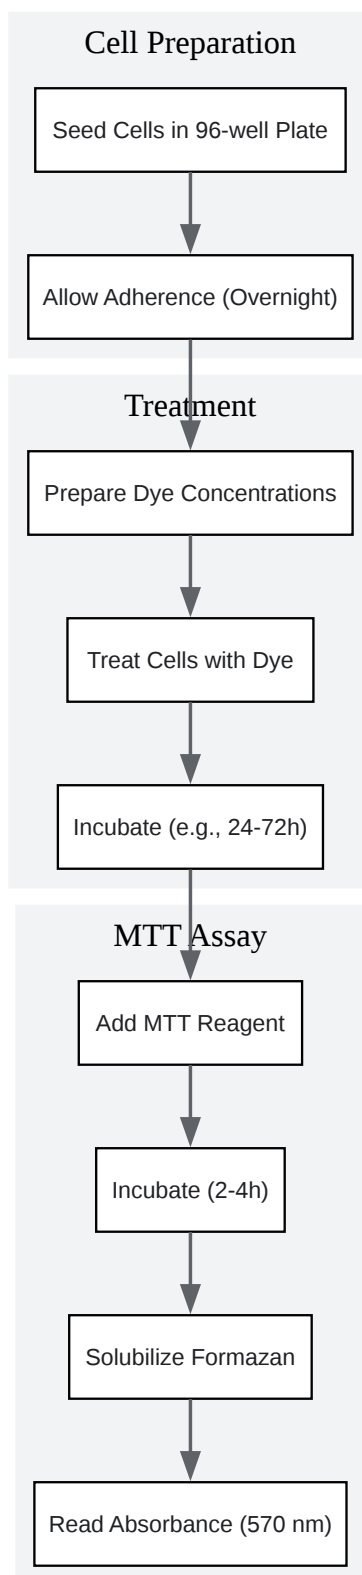 Cell Preparation
Seed Cells in 96-well Plate
Allow Adherence (Overnight)
Treatment
Prepare Dye Concentrations
Treat Cells with Dye
Incubate (e.g., 24-72h)
MTT Assay
Add MTT Reagent
Incubate (2-4h)
Solubilize Formazan
Read Absorbance (570 nm)